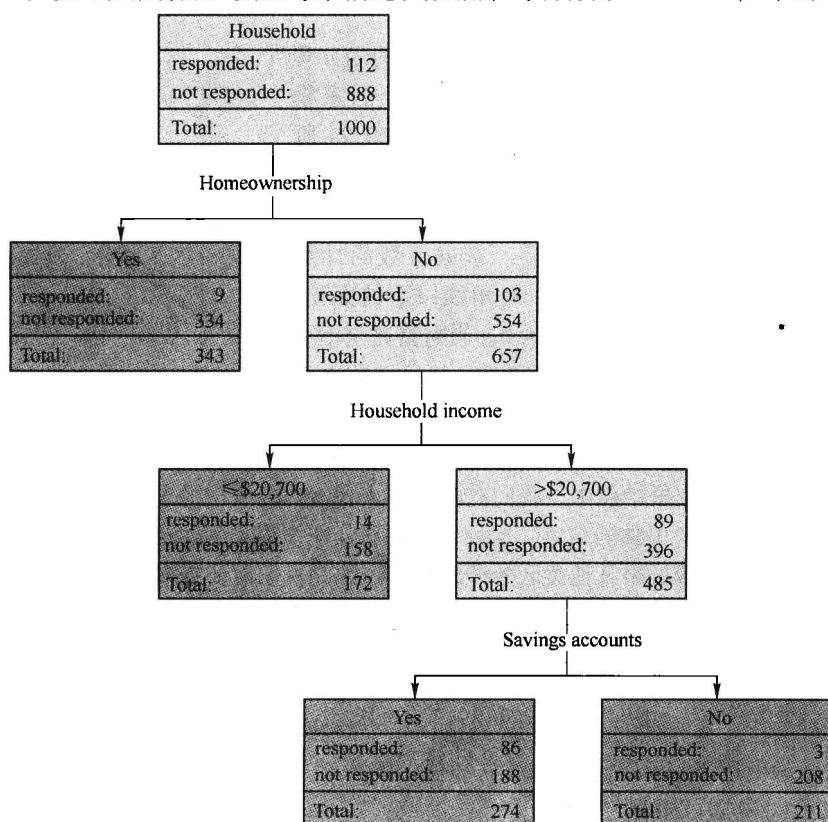 Household
responded: 112
not responded: 888
Total: 1000
Homeownership
Yes
responded: 9
not responded: 334
Total: 343
No
responded: 103
not responded: 554
Total: 657
Household income
≤$20,700
responded: 14
not responded: 158
Total: 172
>$20,700
responded: 89
not responded: 396
Total: 485
Savings accounts
Yes
responded: 86
not responded: 188
Total: 274
No
responded: 3
not responded: 208
Total: 211